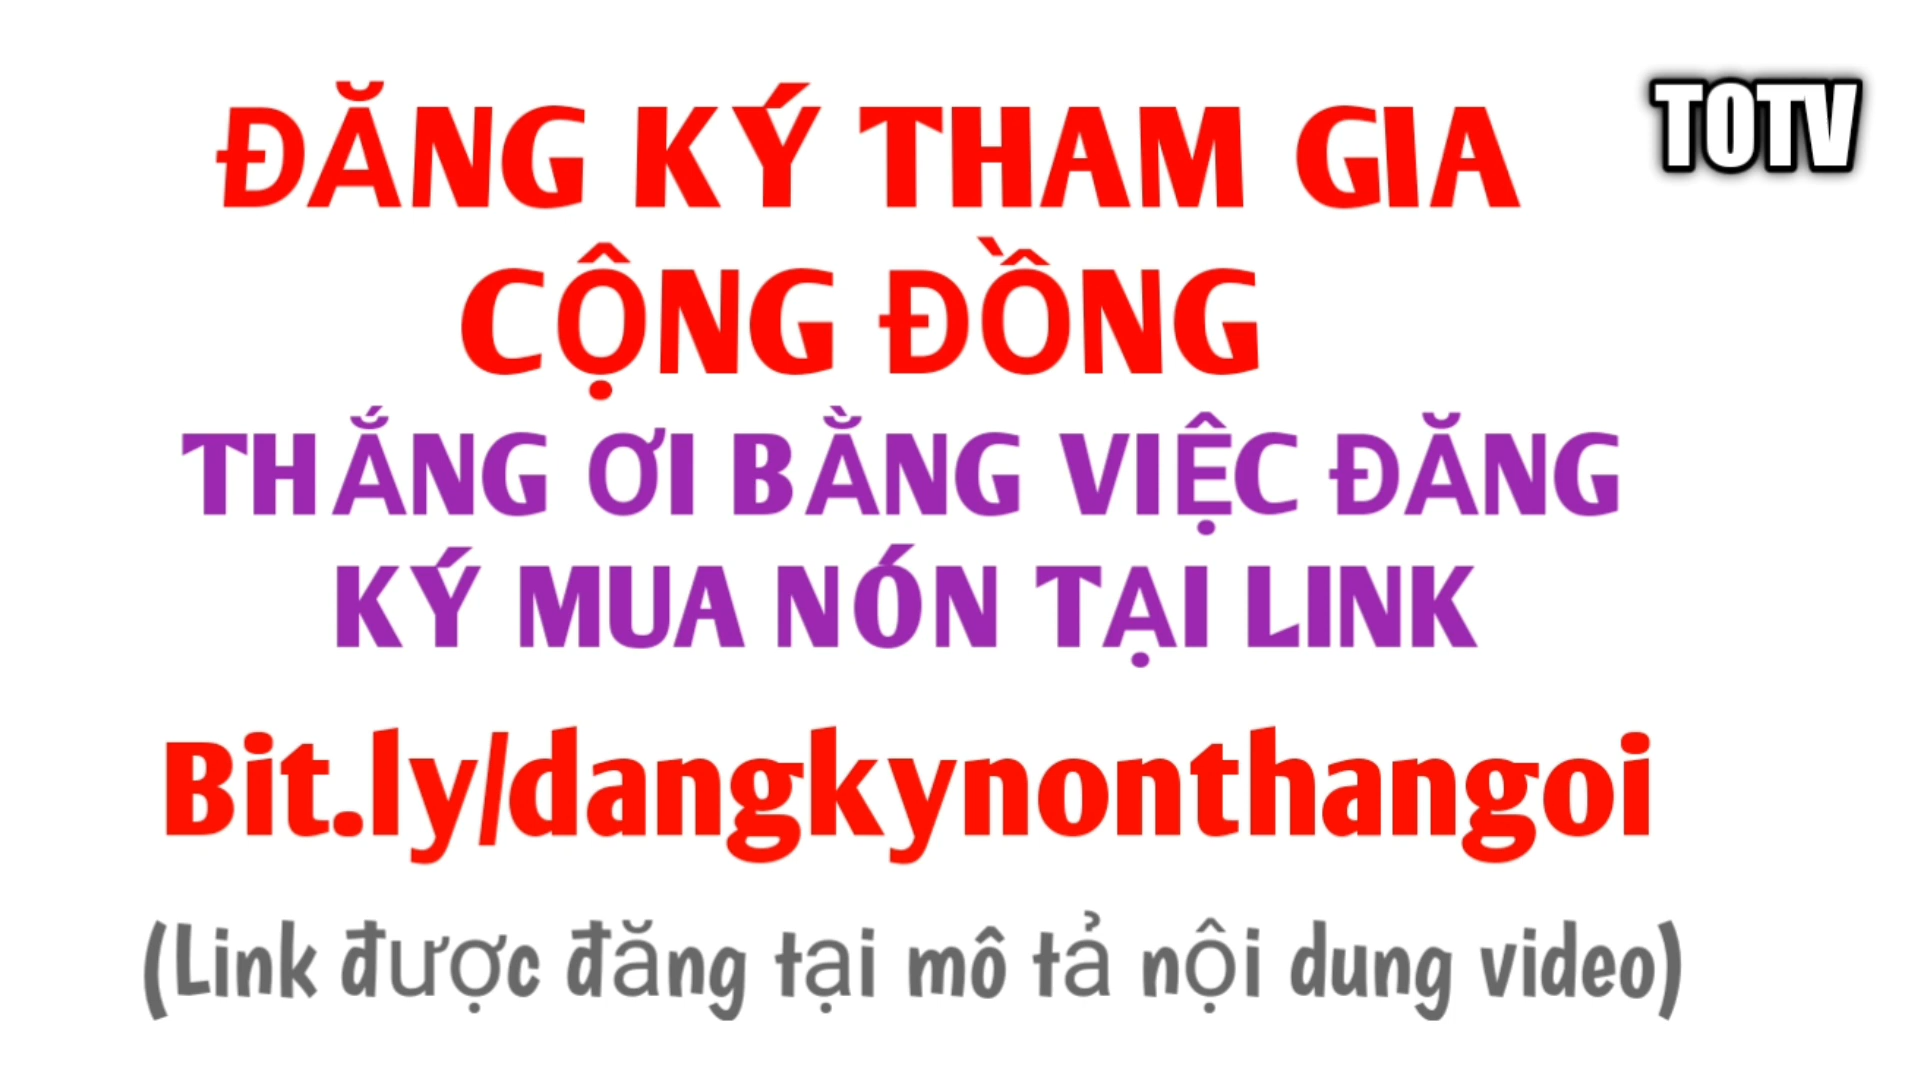 ĐĂNG KÝ THAM GIA
TOTV
CỘNG ĐỒNG
THẮNG ƠI BẰNG VIỆC ĐĂNG
KÝ MUA NÓN TẠI LINK
Bit.ly/dangkynonthangoi
(Link được đăng tại mô tả nội dung video)